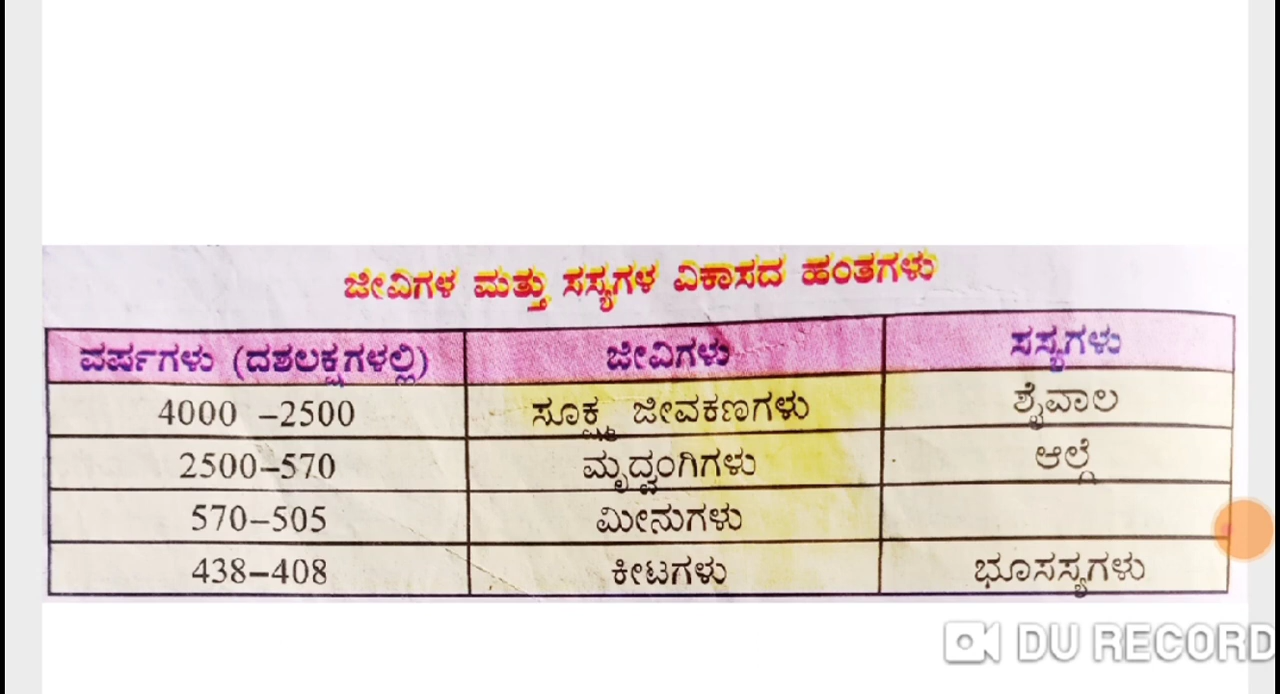 ಜೀವಿಗಳ ಮತ್ತು ಸಸ್ಯಗಳ ವಿಕಾಸದ ಹಂತಗಳು
ವರ್ಷಗಳು (ದಶಲಕ್ಷಗಳಲ್ಲಿ) ಜೀವಿಗಳು ಸಸ್ಯಗಳು
4000 –2500 ಸೂಕ್ಷ್ಮ ಜೀವಕಣಗಳು ಶೈವಾಲ
2500–570 ಮೃದ್ವಂಗಿಗಳು ಆಲ್ಗೆ
570–505 ಮೀನುಗಳು
438–408 ಕೀಟಗಳು ಭೂಸಸ್ಯಗಳು
DU RECORD